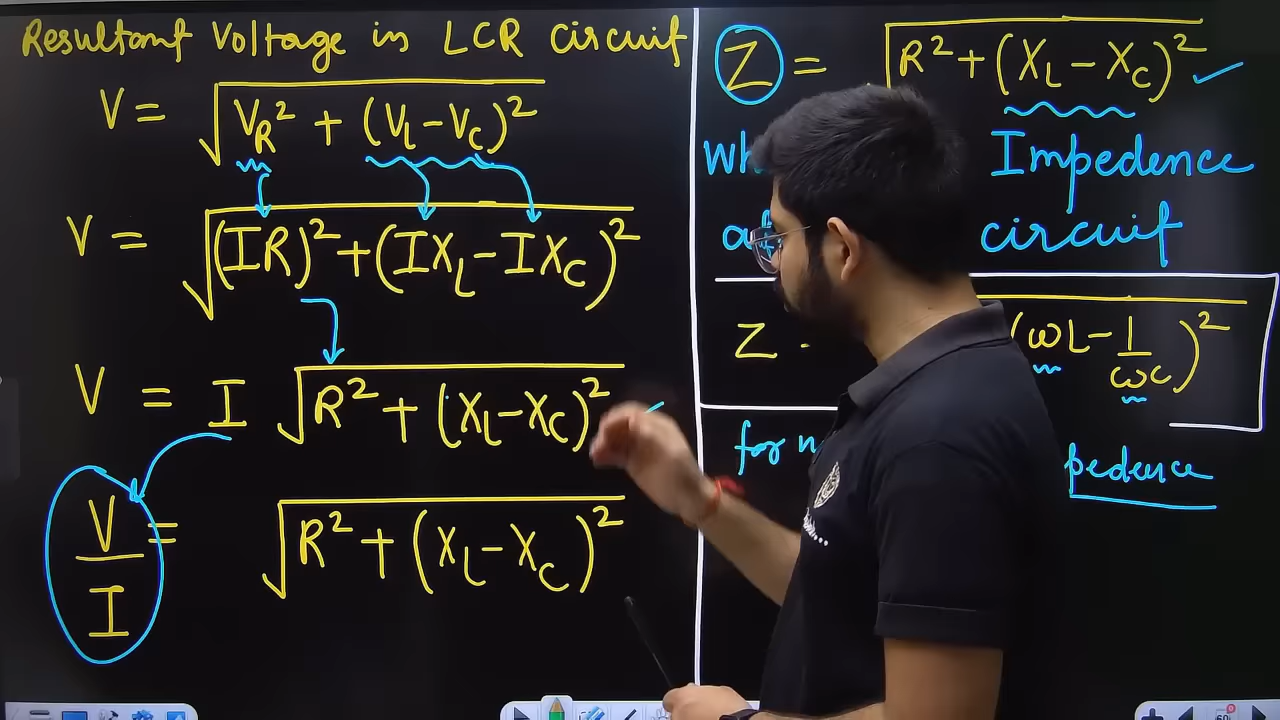 Resultant Voltage in LCR circuit
V = √(V_R² + (V_L - V_C)²)
V = √((IR)² + (IX_L - IX_C)²)
V = I √(R² + (X_L - X_C)²)
V/I = √(R² + (X_L - X_C)²)
Z = √(R² + (X_L - X_C)²)
Impedence
circuit
Z (ωL - 1/ωC)²
for pedence